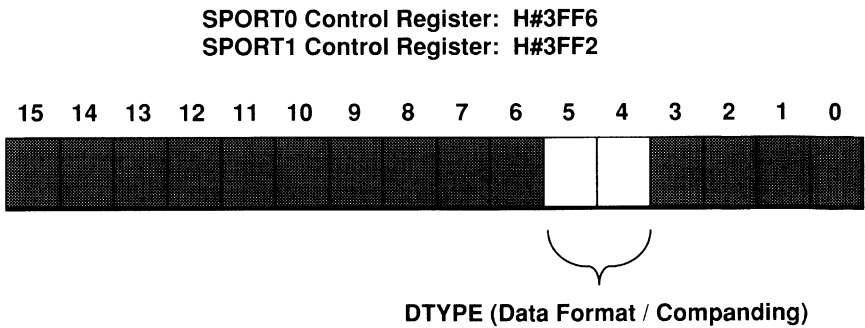 SPORT0 Control Register: H#3FF6
SPORT1 Control Register: H#3FF2
15 14 13 12 11 10 9 8 7 6 5 4 3 2 1 0
DTYPE (Data Format / Companding)